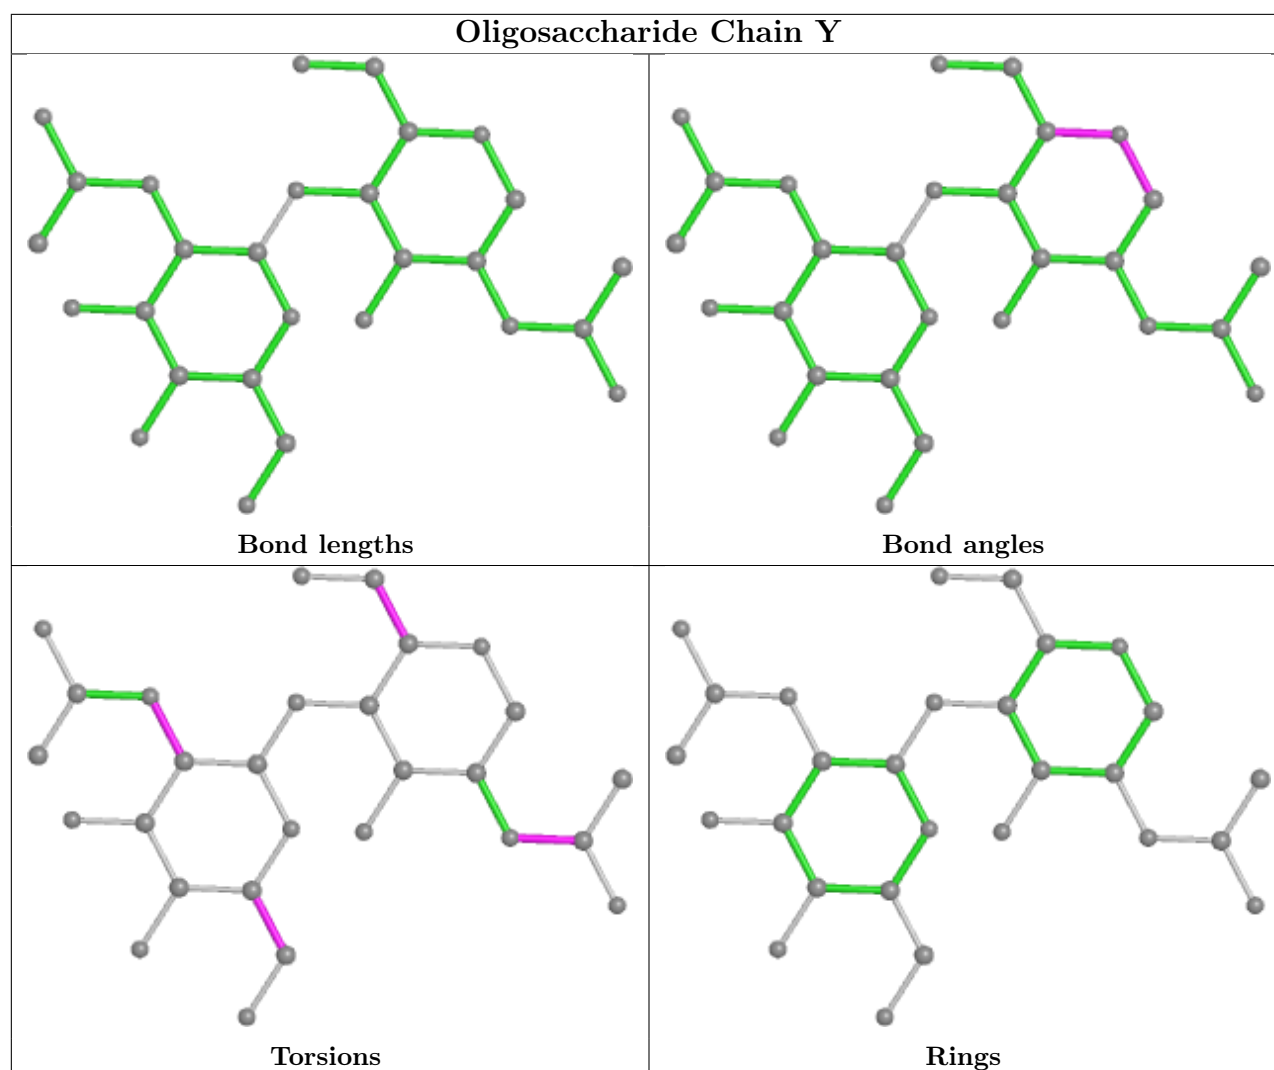 Oligosaccharide Chain Y
Bond lengths
Bond angles
Torsions
Rings